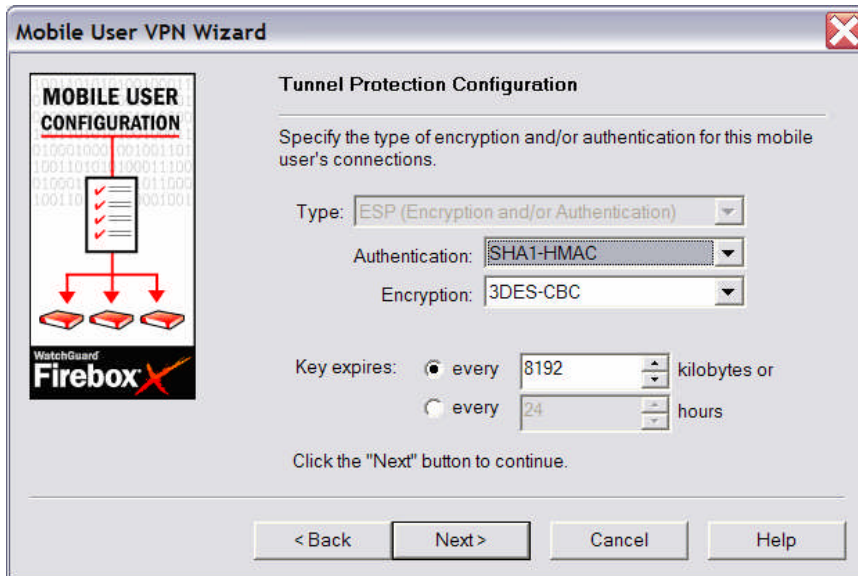 Mobile User VPN Wizard
MOBILE USER
CONFIGURATION
WatchGuard
Firebox X
Tunnel Protection Configuration
Specify the type of encryption and/or authentication for this mobile
user's connections.
Type: ESP (Encryption and/or Authentication)
Authentication: SHA1-HMAC
Encryption: 3DES-CBC
Key expires: every 8192 kilobytes or
every 24 hours
Click the "Next" button to continue.
< Back Next > Cancel Help